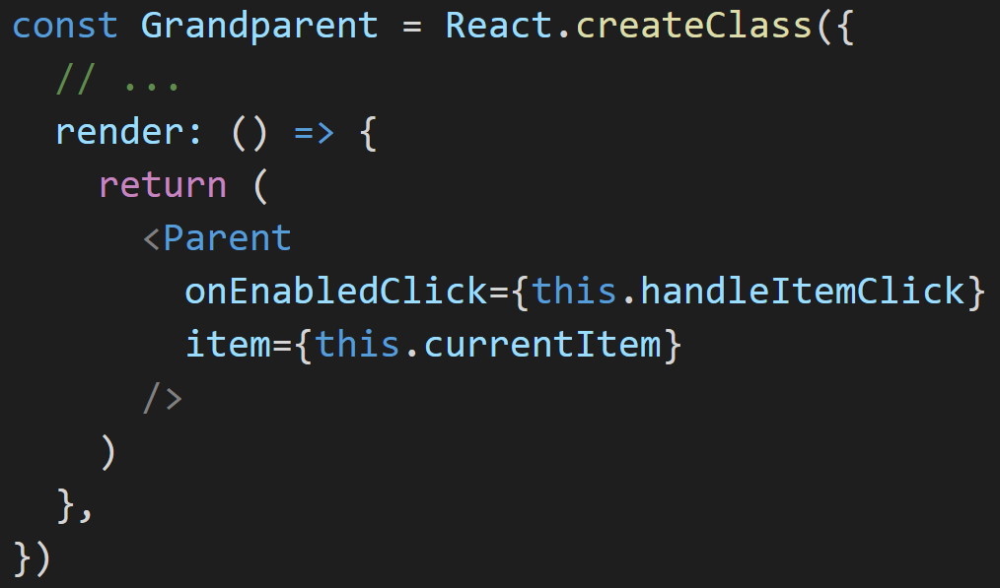 const Grandparent = React.createClass({
  // ...
  render: () => {
    return (
      <Parent
        onEnabledClick={this.handleItemClick}
        item={this.currentItem}
      />
    )
  },
})